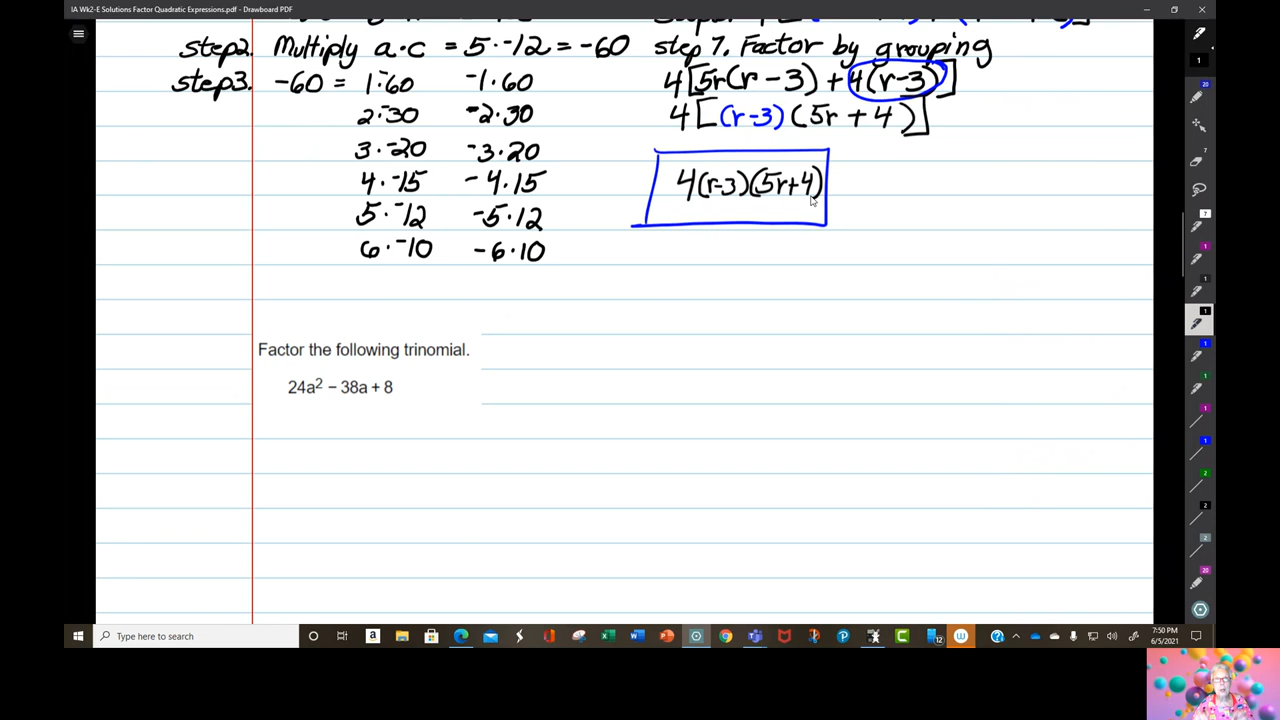 IA Wk2-E Solutions Factor Quadratic Expressions.pdf - Drawboard PDF
step2. Multiply a·c = 5·-12 = -60
step3. -60 = 1·-60 -1·60
2·-30 -2·30
3·-20 -3·20
4·-15 -4·15
5·-12 -5·12
6·-10 -6·10
step 7. Factor by grouping
4[5r(r-3)+4(r-3)]
4[(r-3)(5r+4)]
4(r-3)(5r+4)
Factor the following trinomial.
24a² − 38a + 8
Type here to search
7:50 PM
6/5/2021